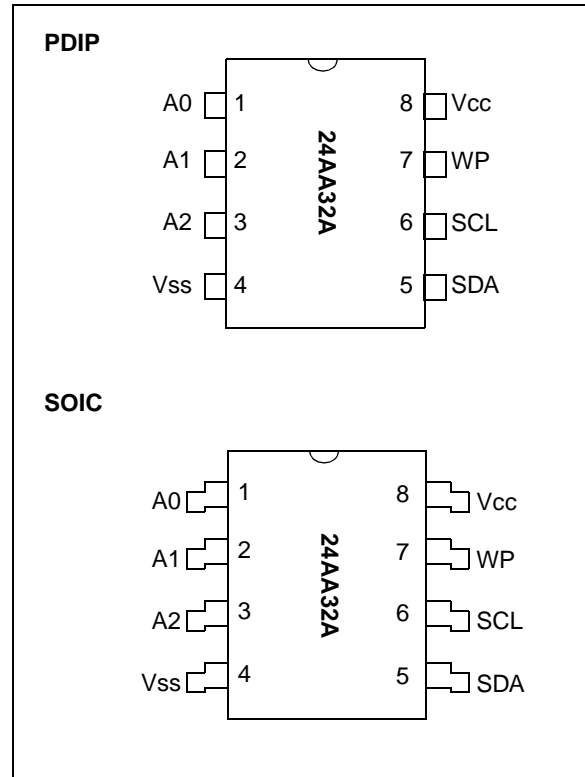 PDIP
A0 1 8 Vcc
A1 2 7 WP
A2 3 6 SCL
Vss 4 5 SDA
24AA32A
SOIC
A0 1 8 Vcc
A1 2 7 WP
A2 3 6 SCL
Vss 4 5 SDA
24AA32A